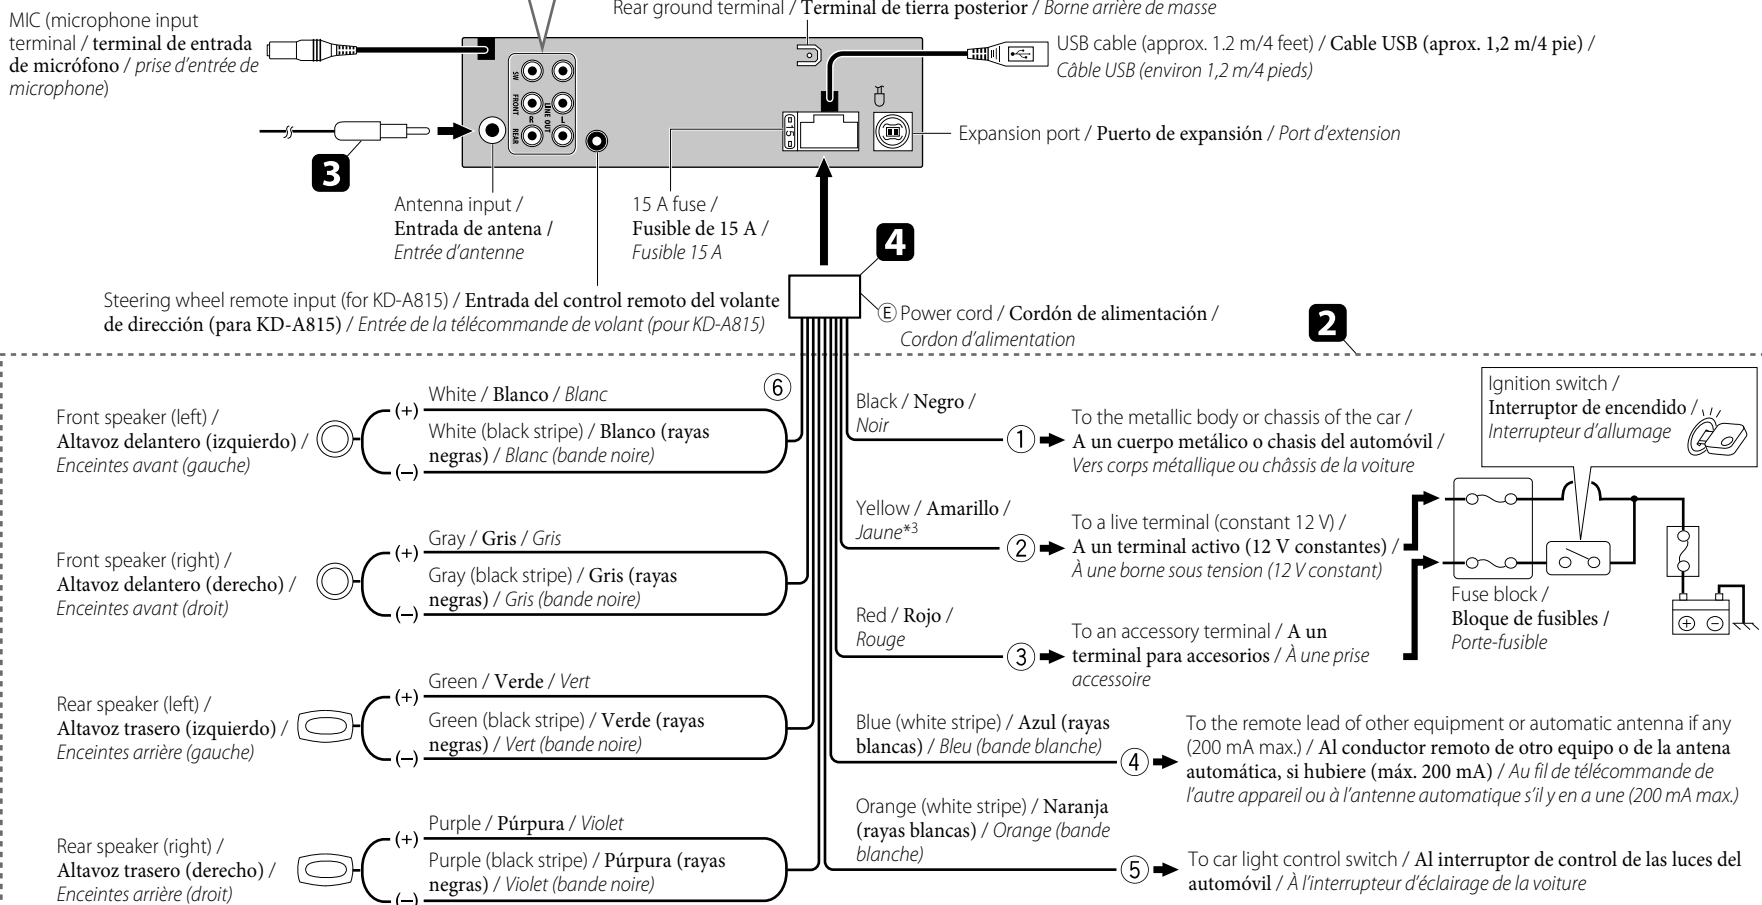 Rear ground terminal / Terminal de tierra posterior / Borne arrière de masse
MIC (microphone input
terminal / terminal de entrada
de micrófono / prise d'entrée de
microphone)
USB cable (approx. 1.2 m/4 feet) / Cable USB (aprox. 1,2 m/4 pie) /
Câble USB (environ 1,2 m/4 pieds)
SW
FRONT
REAR
R
LINE OUT
L
15
Expansion port / Puerto de expansión / Port d'extension
3
Antenna input /
Entrada de antena /
Entrée d'antenne
15 A fuse /
Fusible de 15 A /
Fusible 15 A
4
Steering wheel remote input (for KD-A815) / Entrada del control remoto del volante
de dirección (para KD-A815) / Entrée de la télécommande de volant (pour KD-A815)
Ⓔ Power cord / Cordón de alimentación /
Cordon d'alimentation
2
Front speaker (left) /
Altavoz delantero (izquierdo) /
Enceintes avant (gauche)
(+)
White / Blanco / Blanc
White (black stripe) / Blanco (rayas
negras) / Blanc (bande noire)
(–)
⑥
Front speaker (right) /
Altavoz delantero (derecho) /
Enceintes avant (droit)
(+)
Gray / Gris / Gris
Gray (black stripe) / Gris (rayas
negras) / Gris (bande noire)
(–)
Rear speaker (left) /
Altavoz trasero (izquierdo) /
Enceintes arrière (gauche)
(+)
Green / Verde / Vert
Green (black stripe) / Verde (rayas
negras) / Vert (bande noire)
(–)
Rear speaker (right) /
Altavoz trasero (derecho) /
Enceintes arrière (droit)
(+)
Purple / Púrpura / Violet
Purple (black stripe) / Púrpura (rayas
negras) / Violet (bande noire)
(–)
Black / Negro /
Noir
①
To the metallic body or chassis of the car /
A un cuerpo metálico o chasis del automóvil /
Vers corps métallique ou châssis de la voiture
Yellow / Amarillo /
Jaune*3
②
To a live terminal (constant 12 V) /
A un terminal activo (12 V constantes) /
À une borne sous tension (12 V constant)
Red / Rojo /
Rouge
③
To an accessory terminal / A un
terminal para accesorios / À une prise
accessoire
Ignition switch /
Interruptor de encendido /
Interrupteur d'allumage
Fuse block /
Bloque de fusibles /
Porte-fusible
⊕ ⊖
Blue (white stripe) / Azul (rayas
blancas) / Bleu (bande blanche)
④
To the remote lead of other equipment or automatic antenna if any
(200 mA max.) / Al conductor remoto de otro equipo o de la antena
automática, si hubiere (máx. 200 mA) / Au fil de télécommande de
l'autre appareil ou à l'antenne automatique s'il y en a une (200 mA max.)
Orange (white stripe) / Naranja
(rayas blancas) / Orange (bande
blanche)
⑤
To car light control switch / Al interruptor de control de las luces del
automóvil / À l'interrupteur d'éclairage de la voiture